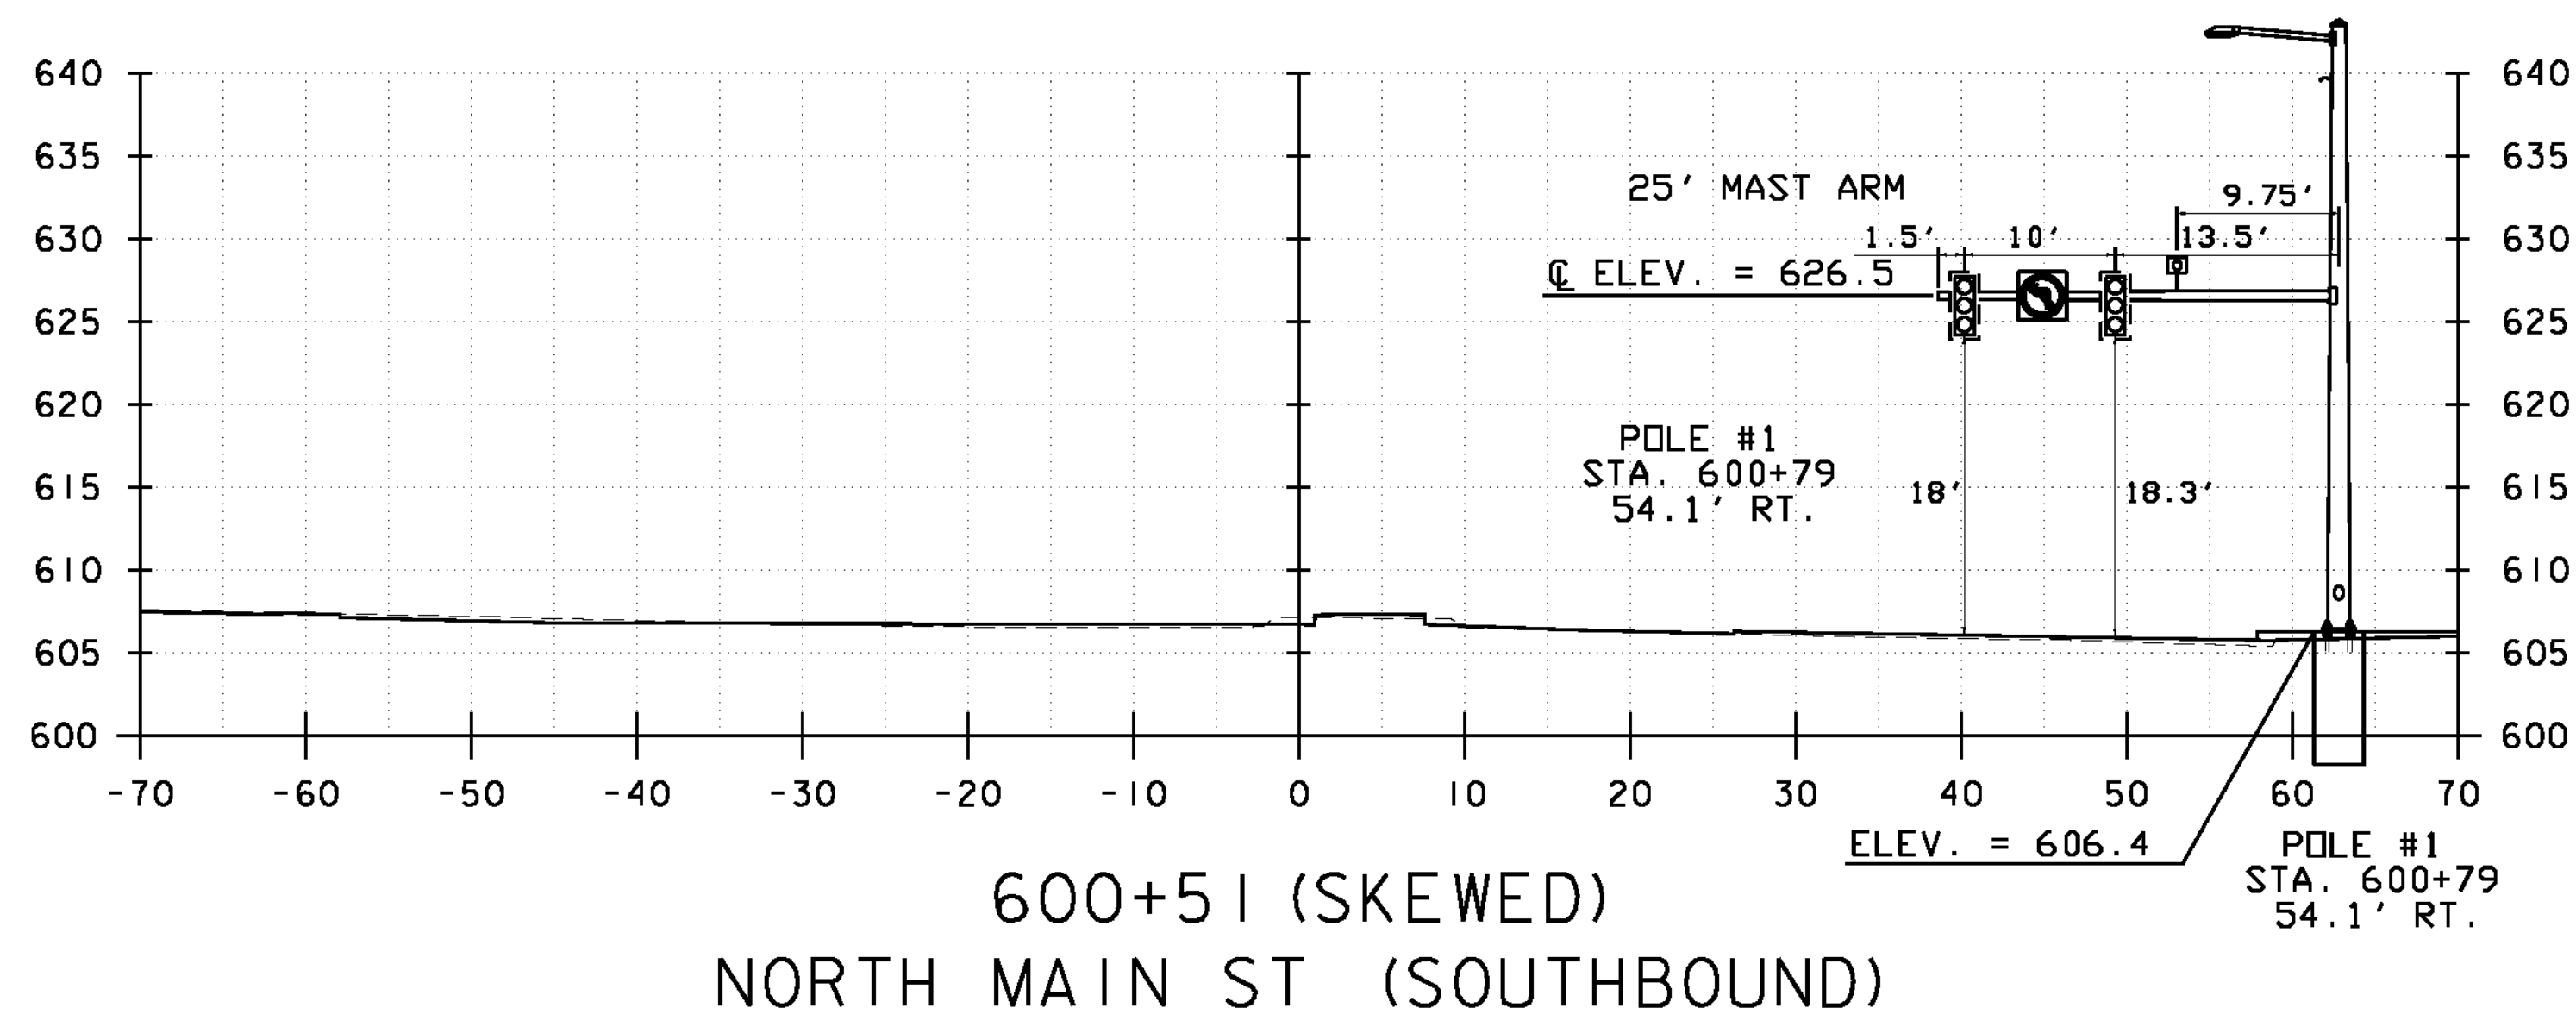 640 640
635 635
25' MAST ARM
9.75'
630 1.5' 10' 13.5' 630
℄ ELEV. = 626.5
625 625
620 620
POLE #1
STA. 600+79
54.1' RT.
615 18' 18.3' 615
610 610
605 605
600 600
-70 -60 -50 -40 -30 -20 -10 0 10 20 30 40 50 60 70
ELEV. = 606.4
POLE #1
STA. 600+79
54.1' RT.
600+51 (SKEWED)
NORTH MAIN ST (SOUTHBOUND)